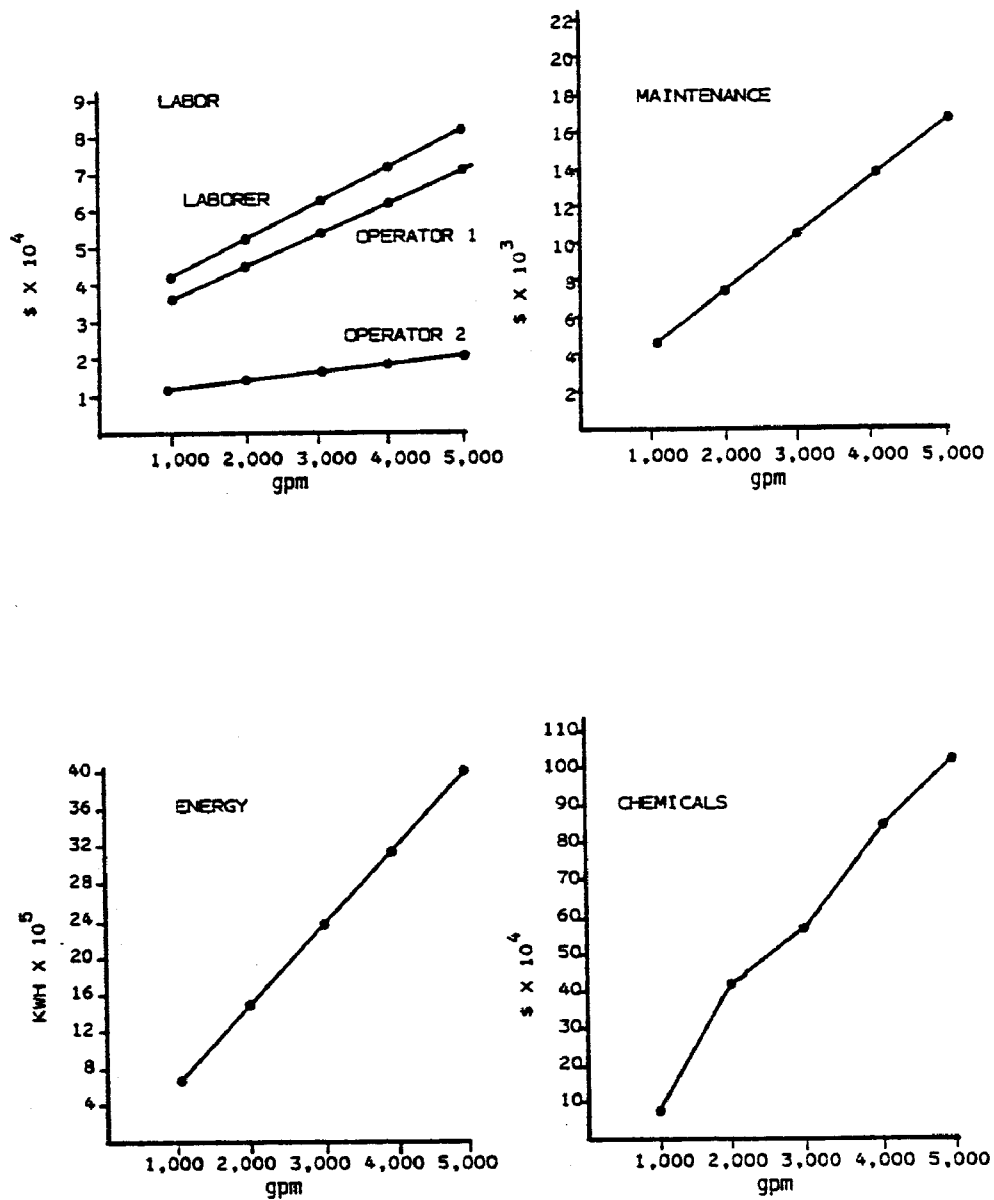 LABOR
9
8
7
6
5
4
3
2
1
$ X 10^4
LABORER
OPERATOR 1
OPERATOR 2
1,000 2,000 3,000 4,000 5,000
gpm
MAINTENANCE
22
20
18
16
14
12
10
8
6
4
2
$ X 10^3
1,000 2,000 3,000 4,000 5,000
gpm
ENERGY
40
36
32
28
24
20
16
12
8
4
KWH X 10^5
1,000 2,000 3,000 4,000 5,000
gpm
CHEMICALS
110
100
90
80
70
60
50
40
30
20
10
$ X 10^4
1,000 2,000 3,000 4,000 5,000
gpm